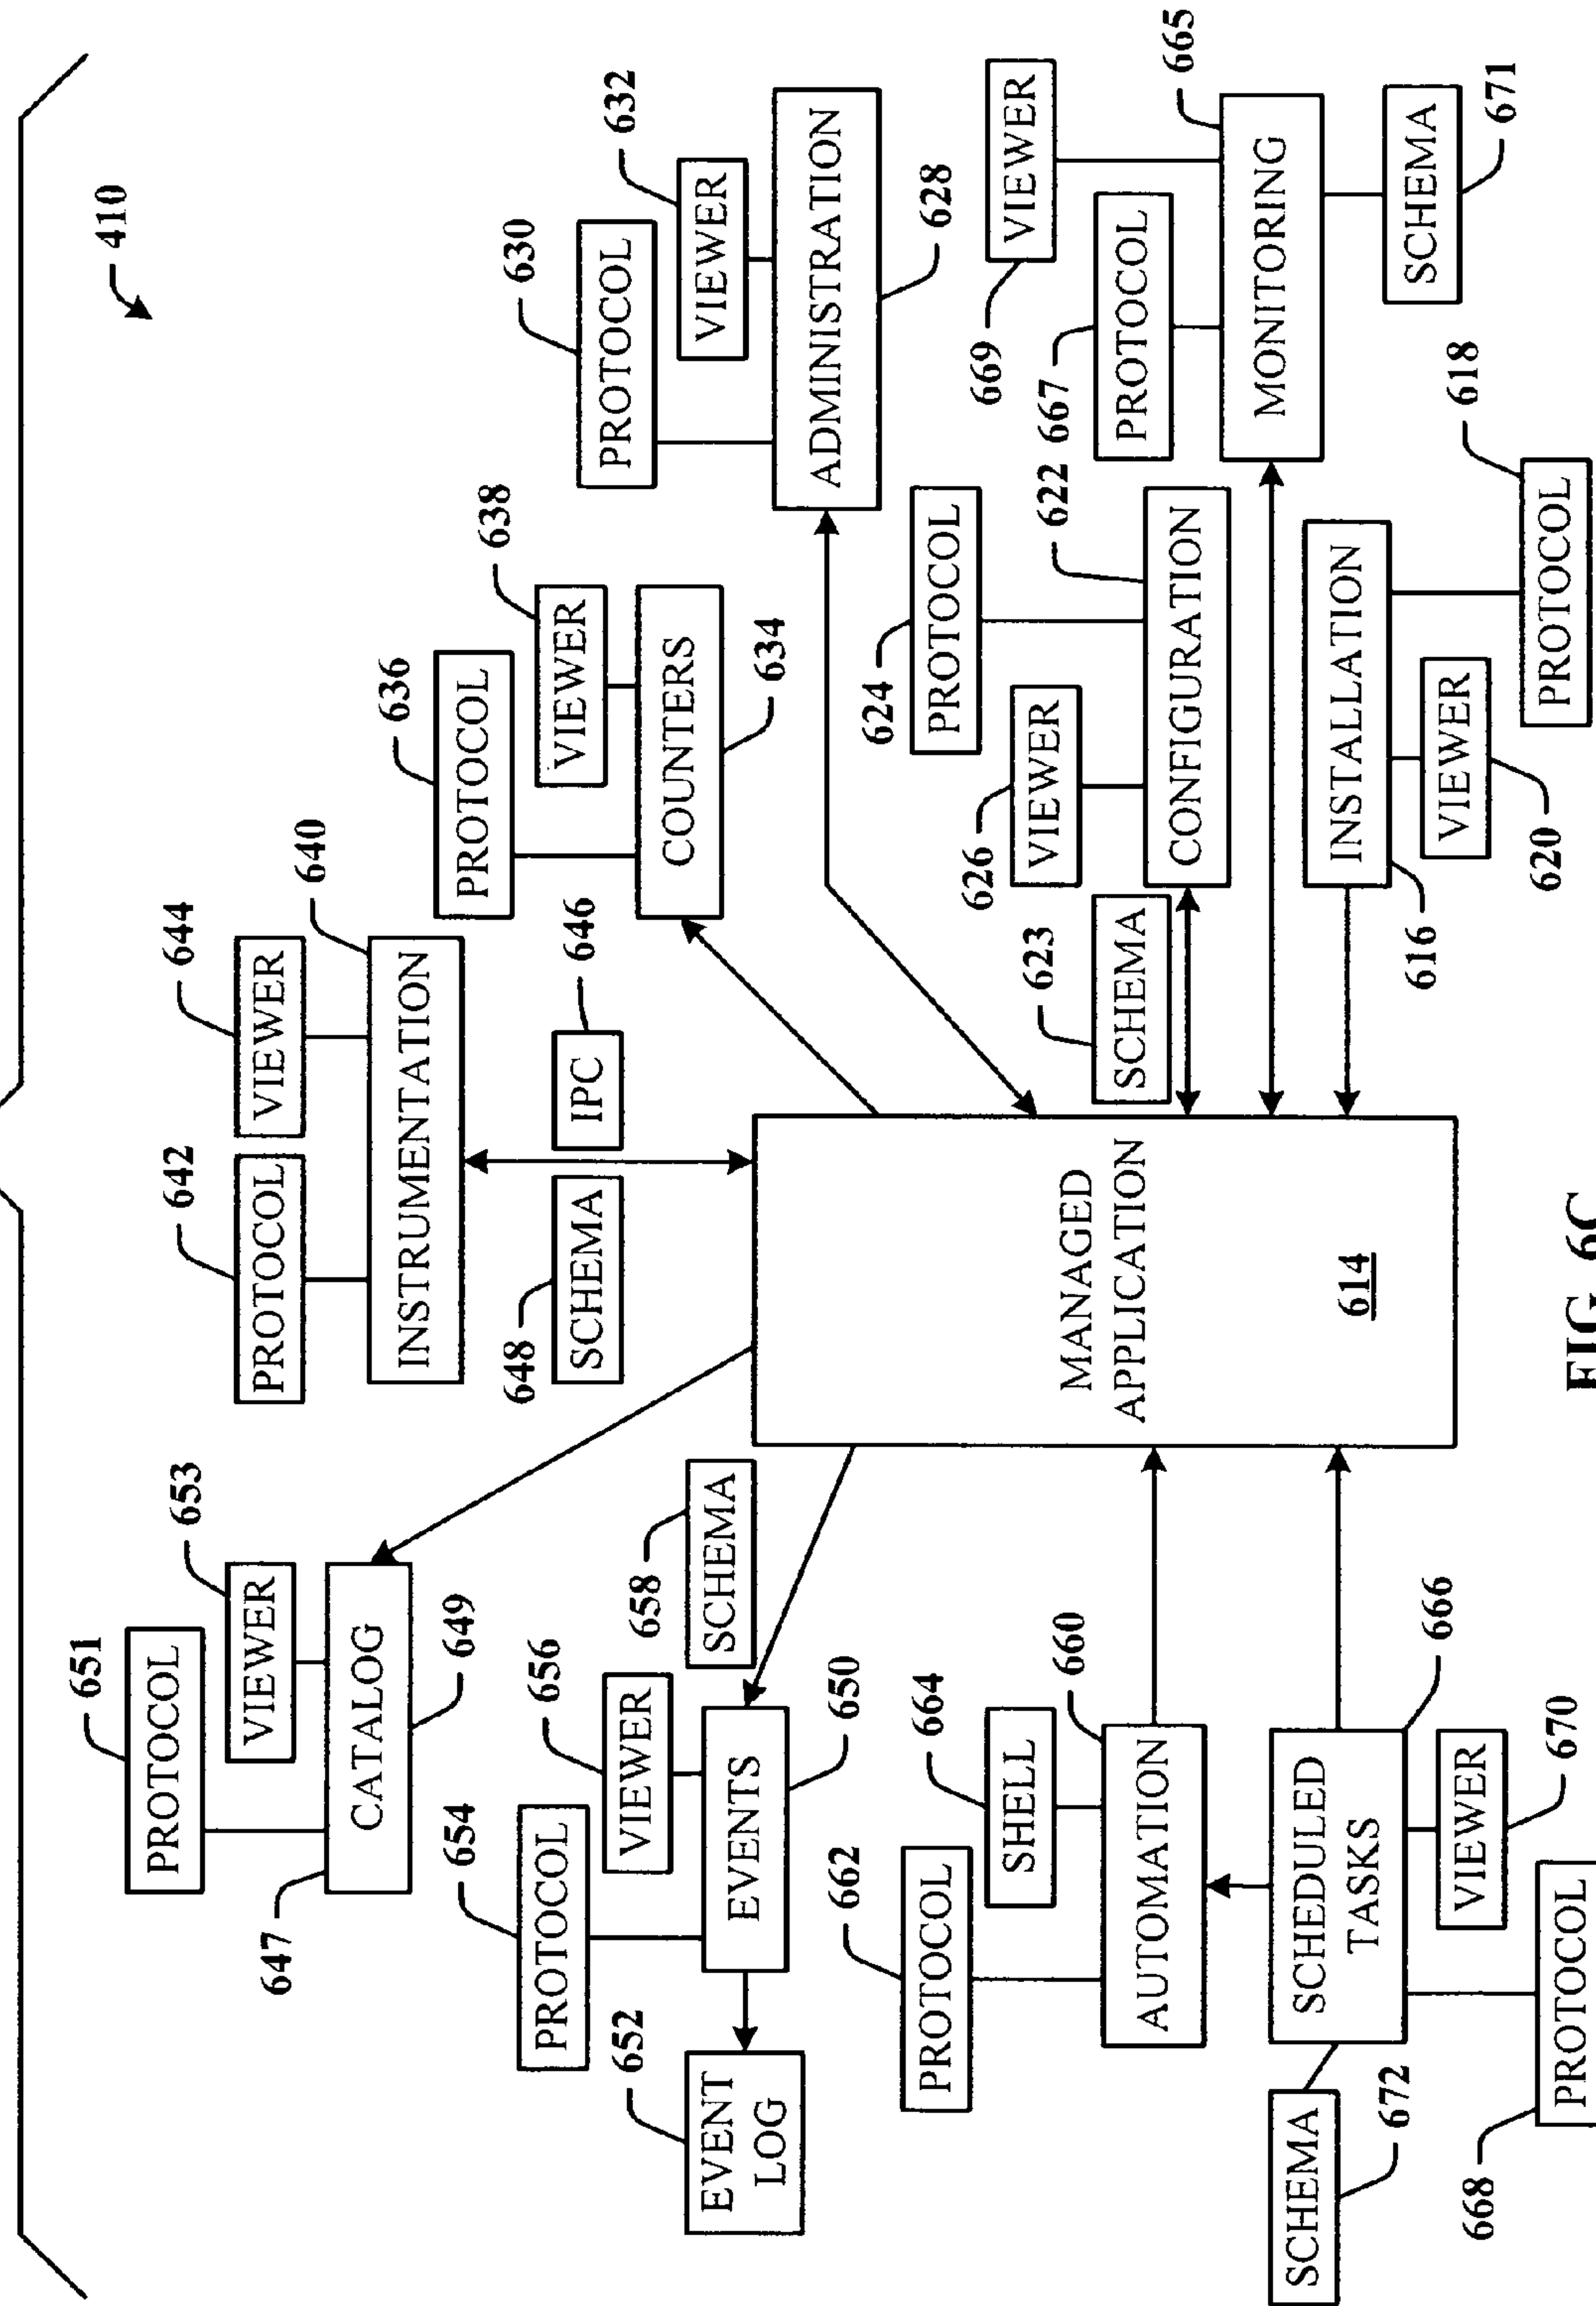 410
651
PROTOCOL
653
VIEWER
CATALOG
647
649
642
PROTOCOL
644
VIEWER
640
INSTRUMENTATION
648
SCHEMA
IPC
646
636
PROTOCOL
638
VIEWER
COUNTERS
634
630
PROTOCOL
632
VIEWER
ADMINISTRATION
628
654
PROTOCOL
656
VIEWER
658
SCHEMA
652
EVENT
LOG
EVENTS
650
662
PROTOCOL
664
SHELL
660
AUTOMATION
MANAGED
APPLICATION
614
624
PROTOCOL
626
VIEWER
623
SCHEMA
622
CONFIGURATION
669
VIEWER
667
PROTOCOL
665
MONITORING
SCHEMA
671
SCHEMA
672
SCHEDULED
TASKS
666
VIEWER
670
668
PROTOCOL
INSTALLATION
616
VIEWER
620
618
PROTOCOL
FIG. 6C